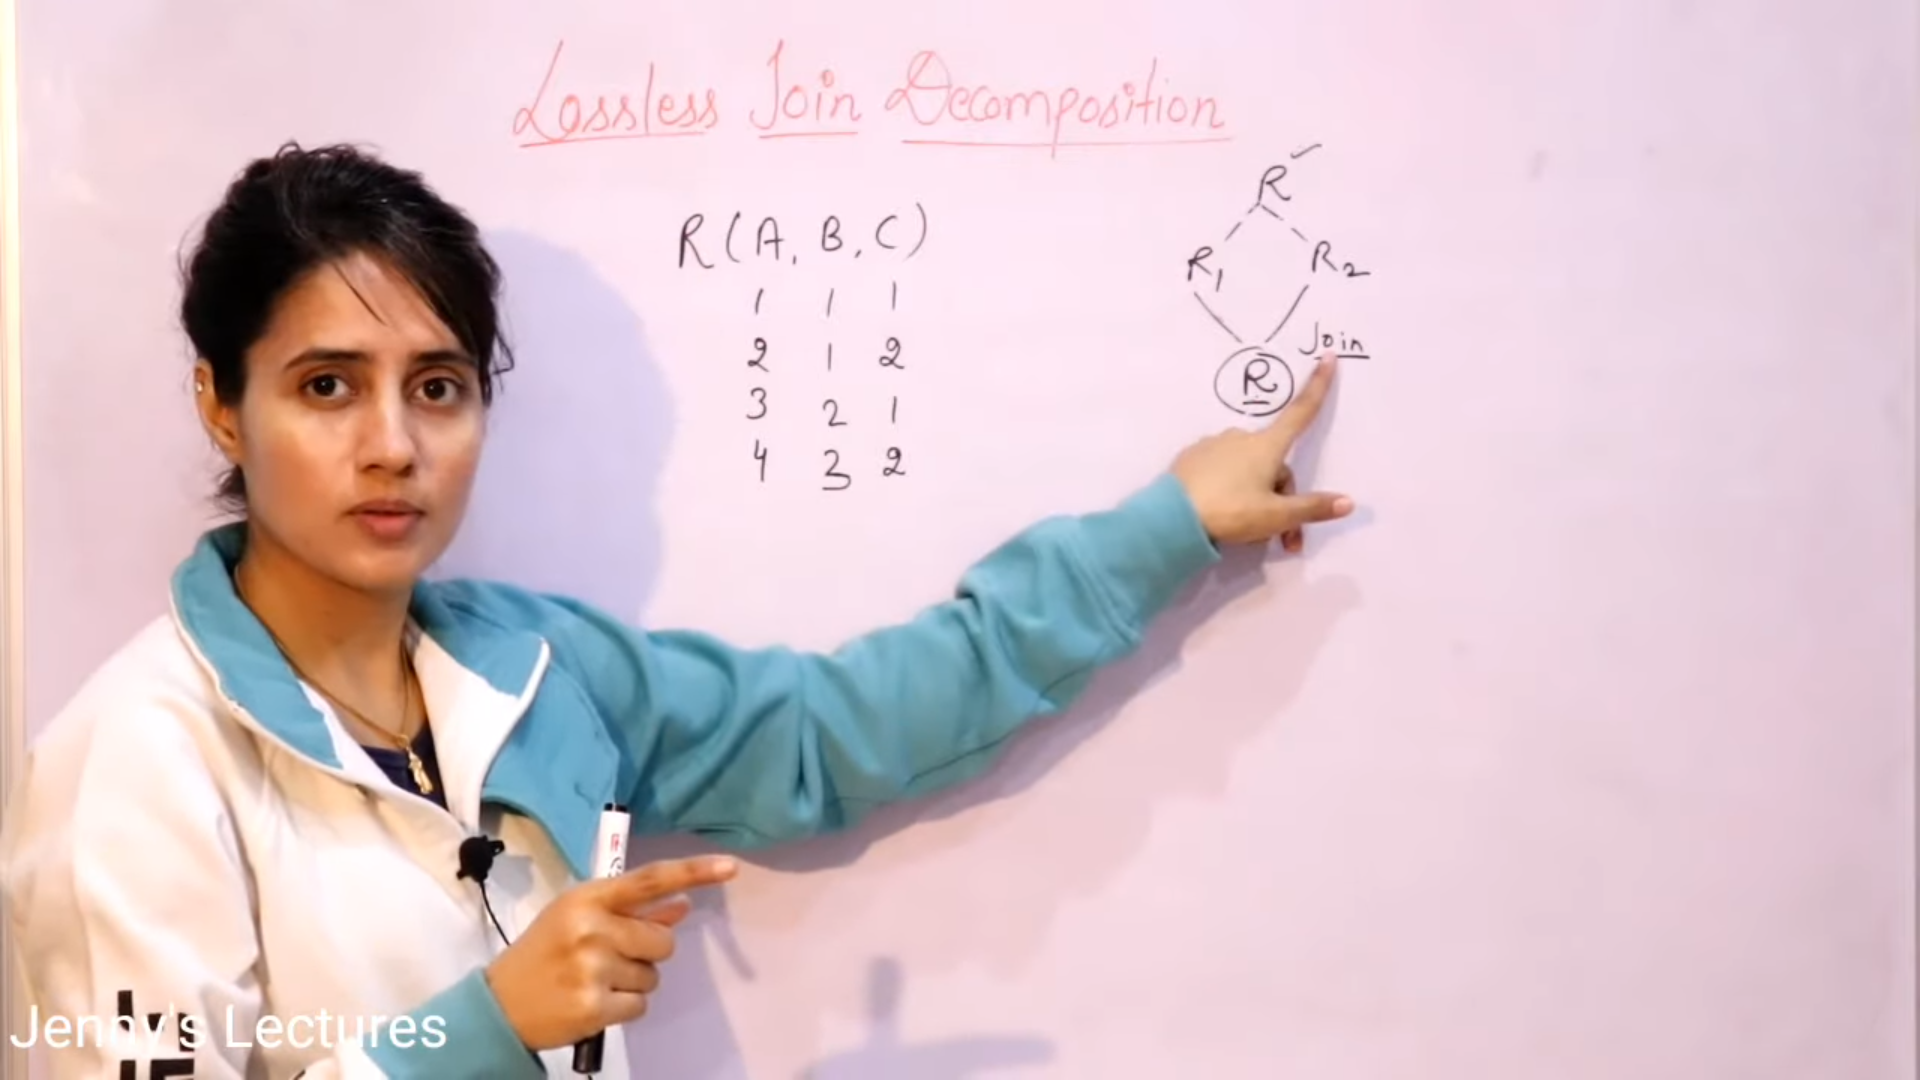 Lossless Join Decomposition
R(A, B, C)
1 1 1
2 1 2
3 2 1
4 3 2
R
R1 R2
Join
R
Jenny's Lectures